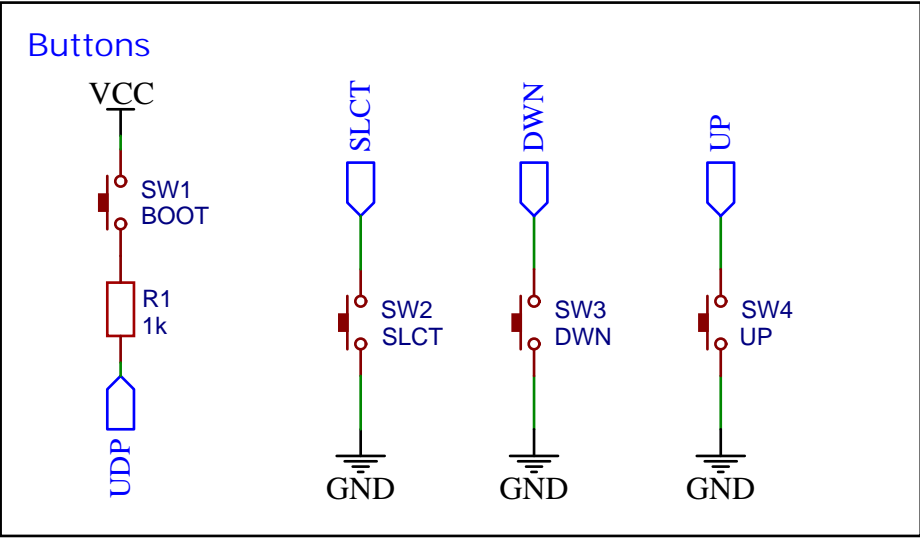 Buttons
VCC
SW1
BOOT
R1
1k
UDP
SLCT
SW2
SLCT
GND
DWN
SW3
DWN
GND
UP
SW4
UP
GND